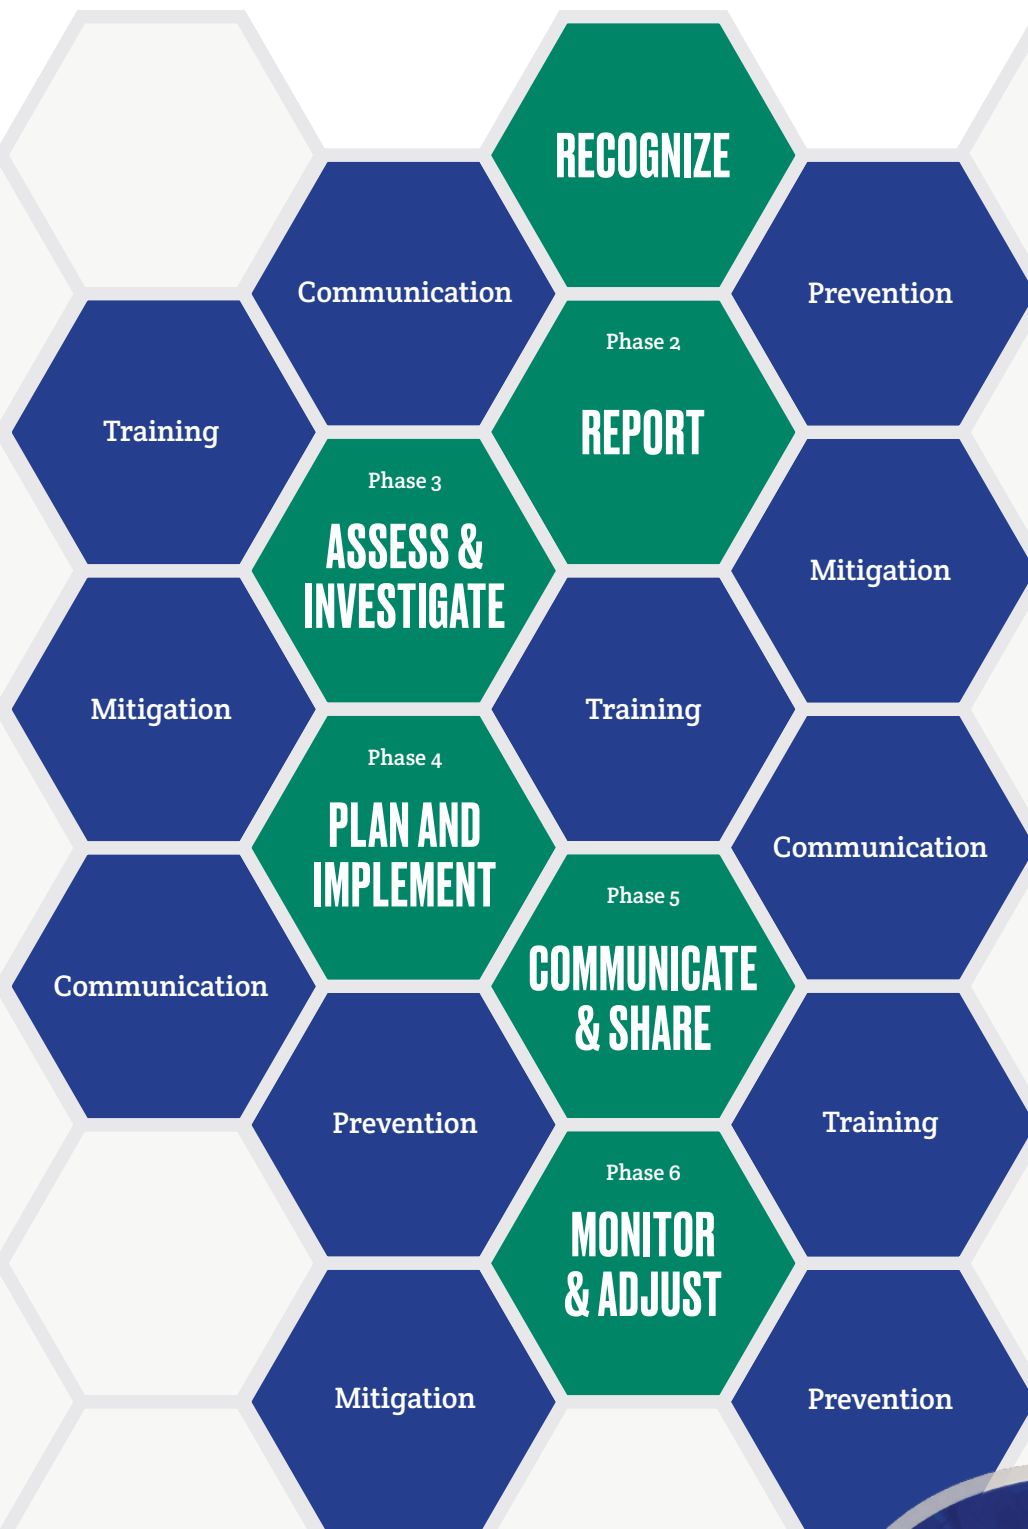 RECOGNIZE
Communication
Prevention
Phase 2
REPORT
Training
Phase 3
ASSESS &
INVESTIGATE
Mitigation
Mitigation
Training
Phase 4
PLAN AND
IMPLEMENT
Communication
Phase 5
COMMUNICATE
& SHARE
Communication
Prevention
Training
Phase 6
MONITOR
& ADJUST
Mitigation
Prevention